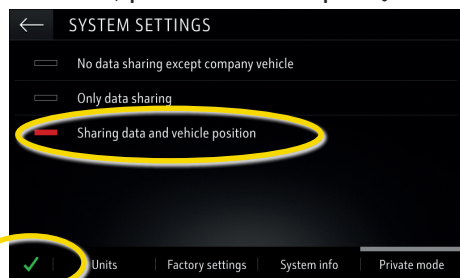 SYSTEM SETTINGS
No data sharing except company vehicle
Only data sharing
Sharing data and vehicle position
Units Factory settings System info Private mode